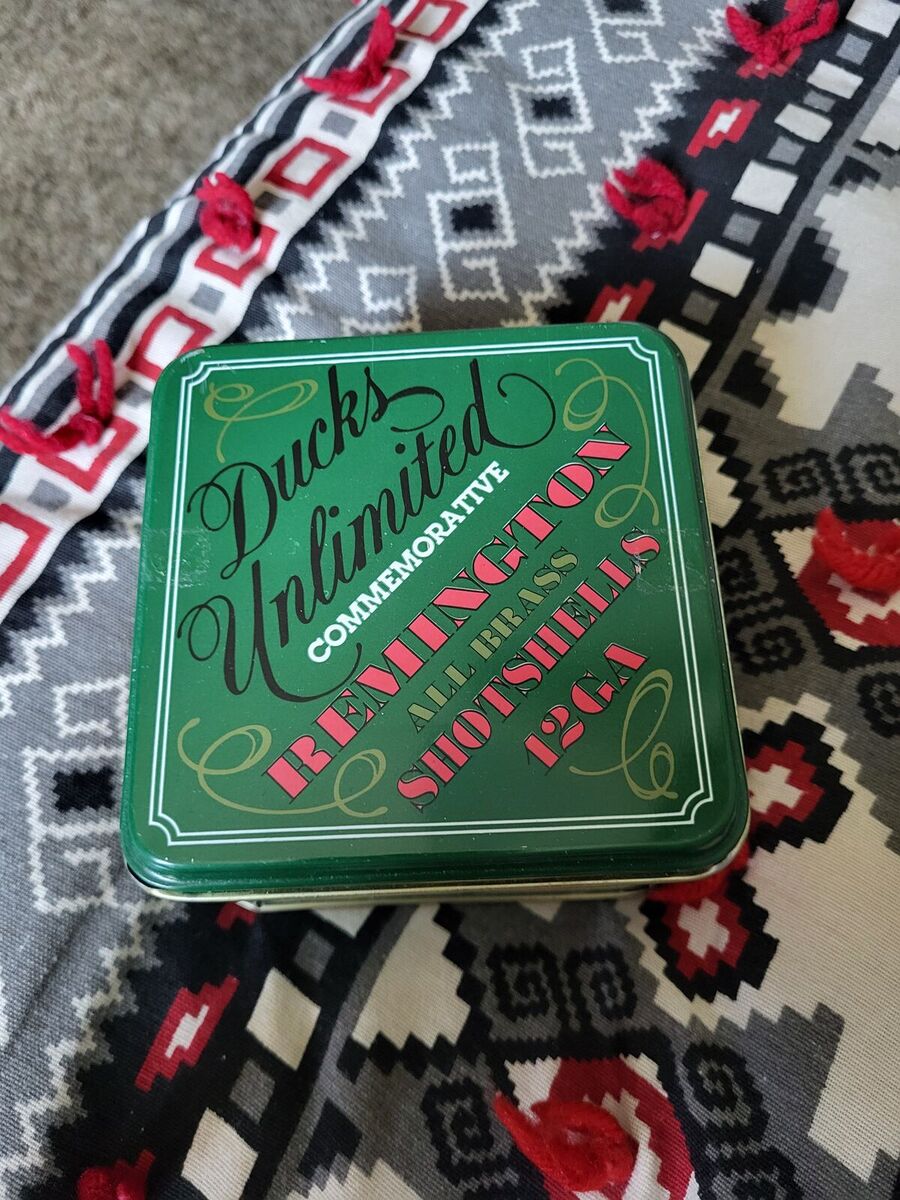 Ducks
Unlimited
COMMEMORATIVE
REMINGTON
ALL BRASS
SHOTSHELLS
12GA